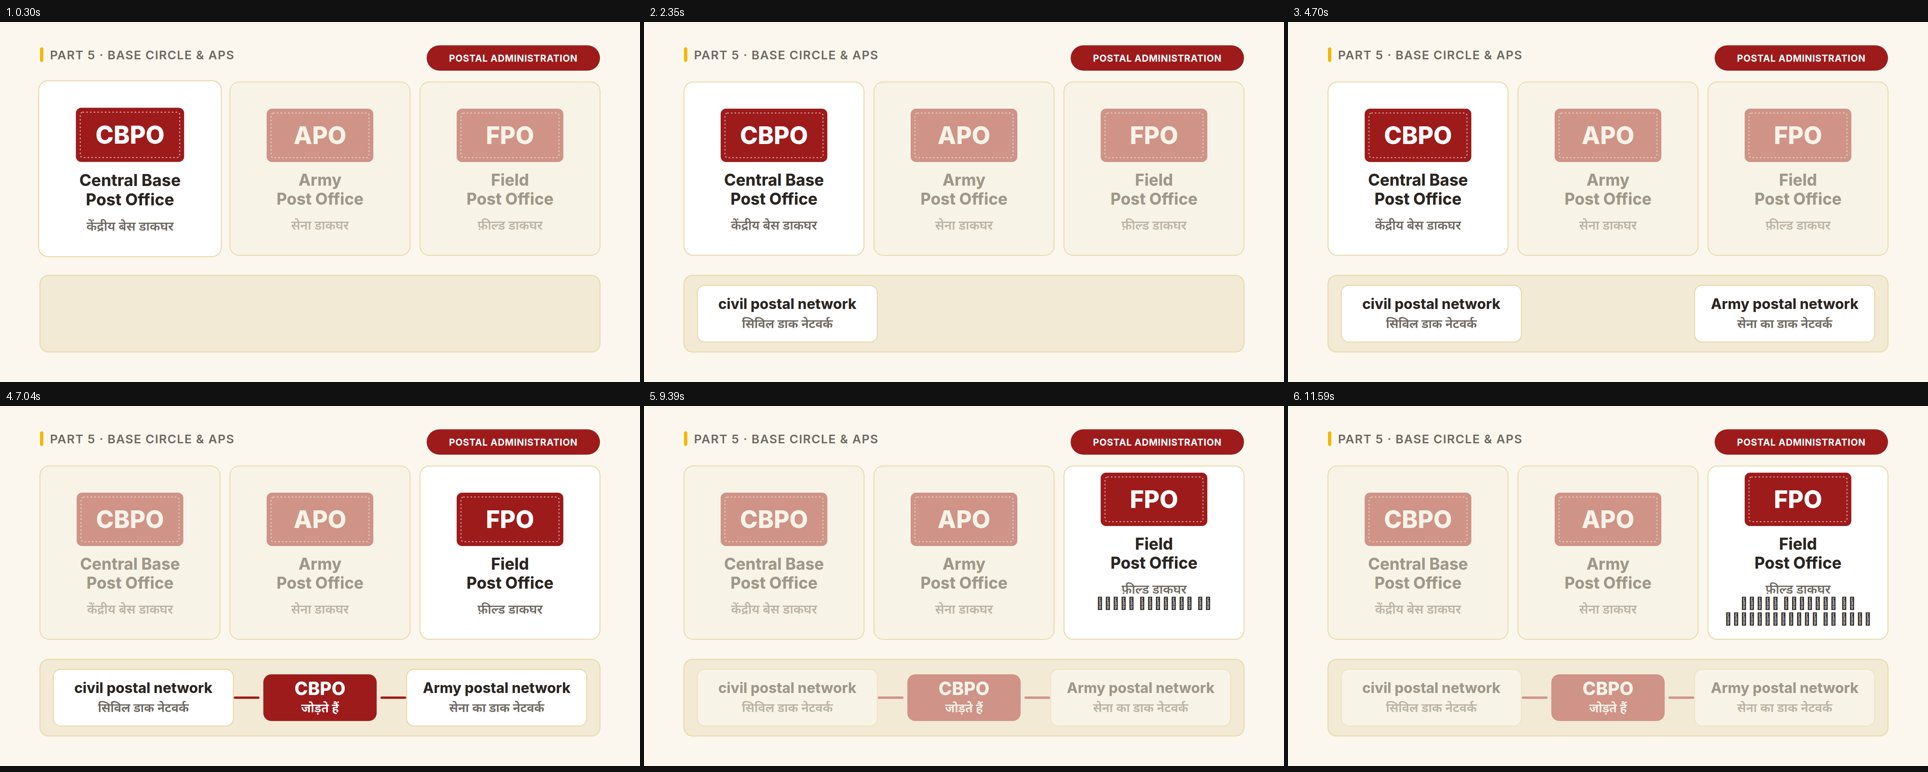 1. 0.30s
PART 5 · BASE CIRCLE & APS
POSTAL ADMINISTRATION
CBPO
Central Base
Post Office
केंद्रीय बेस डाकघर
APO
Army
Post Office
सेना डाकघर
FPO
Field
Post Office
फ़ील्ड डाकघर
2. 2.35s
PART 5 · BASE CIRCLE & APS
POSTAL ADMINISTRATION
CBPO
Central Base
Post Office
केंद्रीय बेस डाकघर
APO
Army
Post Office
सेना डाकघर
FPO
Field
Post Office
फ़ील्ड डाकघर
civil postal network
सिविल डाक नेटवर्क
3. 4.70s
PART 5 · BASE CIRCLE & APS
POSTAL ADMINISTRATION
CBPO
Central Base
Post Office
केंद्रीय बेस डाकघर
APO
Army
Post Office
सेना डाकघर
FPO
Field
Post Office
फ़ील्ड डाकघर
civil postal network
सिविल डाक नेटवर्क
Army postal network
सेना का डाक नेटवर्क
4. 7.04s
PART 5 · BASE CIRCLE & APS
POSTAL ADMINISTRATION
CBPO
Central Base
Post Office
केंद्रीय बेस डाकघर
APO
Army
Post Office
सेना डाकघर
FPO
Field
Post Office
फ़ील्ड डाकघर
civil postal network
सिविल डाक नेटवर्क
CBPO
जोड़ते हैं
Army postal network
सेना का डाक नेटवर्क
5. 9.39s
PART 5 · BASE CIRCLE & APS
POSTAL ADMINISTRATION
CBPO
Central Base
Post Office
केंद्रीय बेस डाकघर
APO
Army
Post Office
सेना डाकघर
FPO
Field
Post Office
फ़ील्ड डाकघर
civil postal network
सिविल डाक नेटवर्क
CBPO
जोड़ते हैं
Army postal network
सेना का डाक नेटवर्क
6. 11.59s
PART 5 · BASE CIRCLE & APS
POSTAL ADMINISTRATION
CBPO
Central Base
Post Office
केंद्रीय बेस डाकघर
APO
Army
Post Office
सेना डाकघर
FPO
Field
Post Office
फ़ील्ड डाकघर
civil postal network
सिविल डाक नेटवर्क
CBPO
जोड़ते हैं
Army postal network
सेना का डाक नेटवर्क